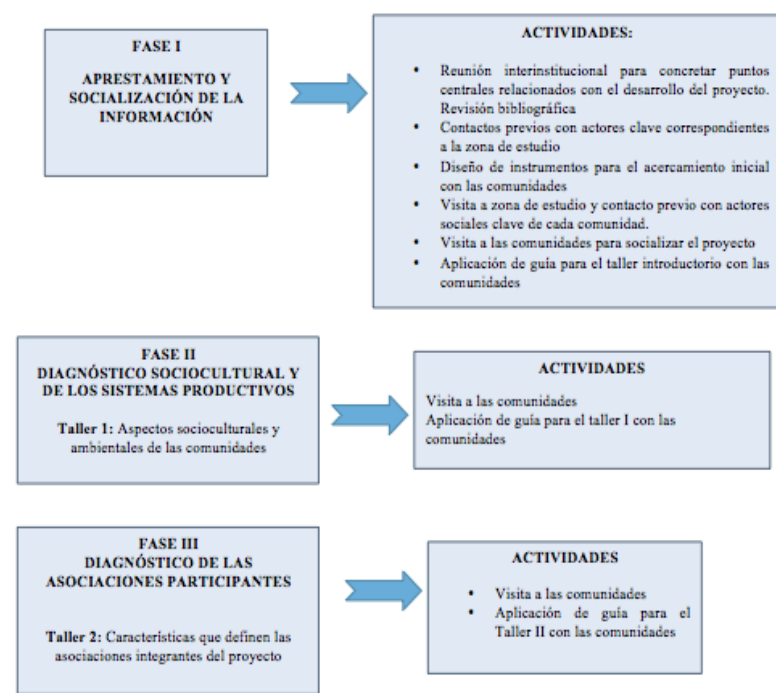 FASE I
APRESTAMIENTO Y
SOCIALIZACIÓN DE LA
INFORMACIÓN
ACTIVIDADES:
• Reunión interinstitucional para concretar puntos
centrales relacionados con el desarrollo del proyecto.
Revisión bibliográfica
• Contactos previos con actores clave correspondientes
a la zona de estudio
• Diseño de instrumentos para el acercamiento inicial
con las comunidades
• Visita a zona de estudio y contacto previo con actores
sociales clave de cada comunidad.
• Visita a las comunidades para socializar el proyecto
• Aplicación de guía para el taller introductorio con las
comunidades
FASE II
DIAGNÓSTICO SOCIOCULTURAL Y
DE LOS SISTEMAS PRODUCTIVOS
Taller 1: Aspectos socioculturales y
ambientales de las comunidades
ACTIVIDADES
Visita a las comunidades
Aplicación de guía para el taller I con las
comunidades
FASE III
DIAGNÓSTICO DE LAS
ASOCIACIONES PARTICIPANTES
Taller 2: Características que definen las
asociaciones integrantes del proyecto
ACTIVIDADES
• Visita a las comunidades
• Aplicación de guía para el
Taller II con las comunidades